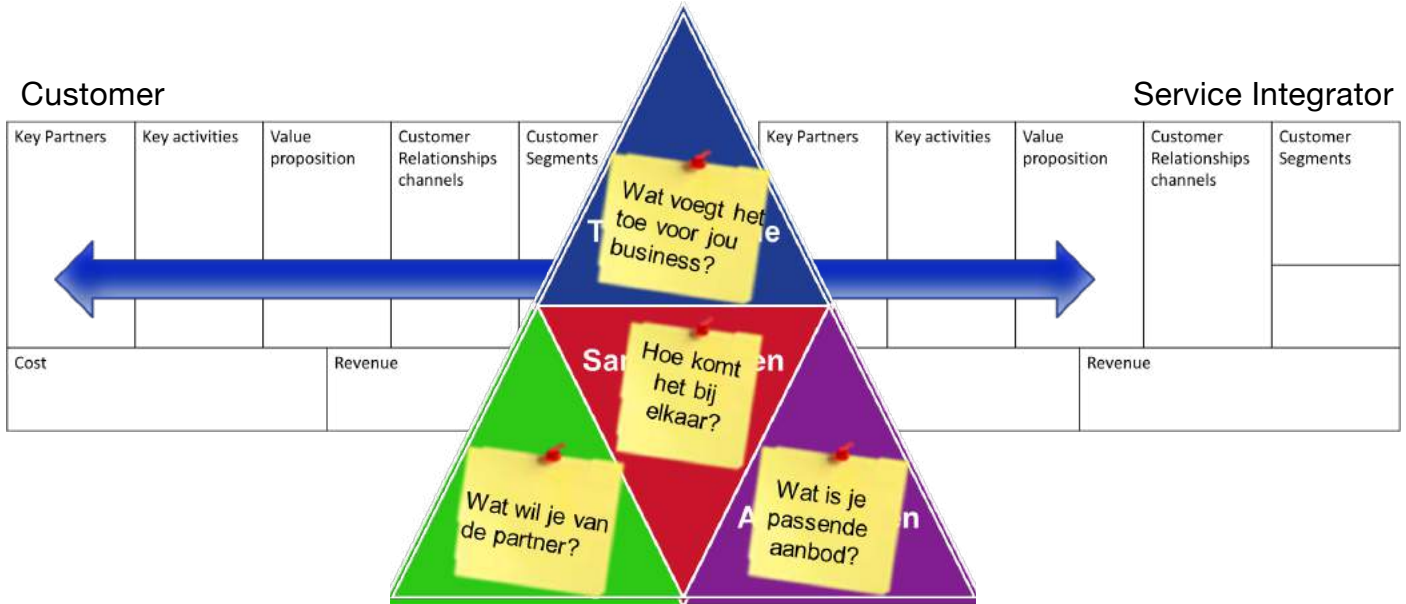 Customer
Service Integrator
Key Partners
Key activities
Value
proposition
Customer
Relationships
channels
Customer
Segments
Key Partners
Key activities
Value
proposition
Customer
Relationships
channels
Customer
Segments
Wat voegt het
toe voor jou
business?
Hoe komt
het bij
elkaar?
Cost
Revenue
Revenue
Wat wil je van
de partner?
Wat is je
passende
aanbod?